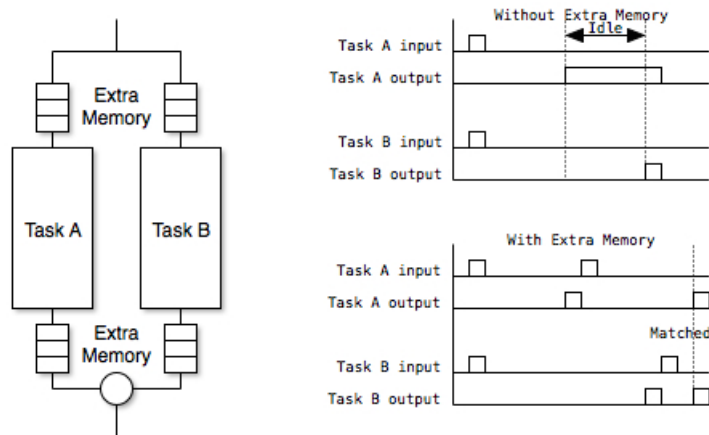 Extra
Memory
Task A
Task B
Extra
Memory
Without Extra Memory
Idle
Task A input
Task A output
Task B input
Task B output
With Extra Memory
Task A input
Task A output
Matched
Task B input
Task B output